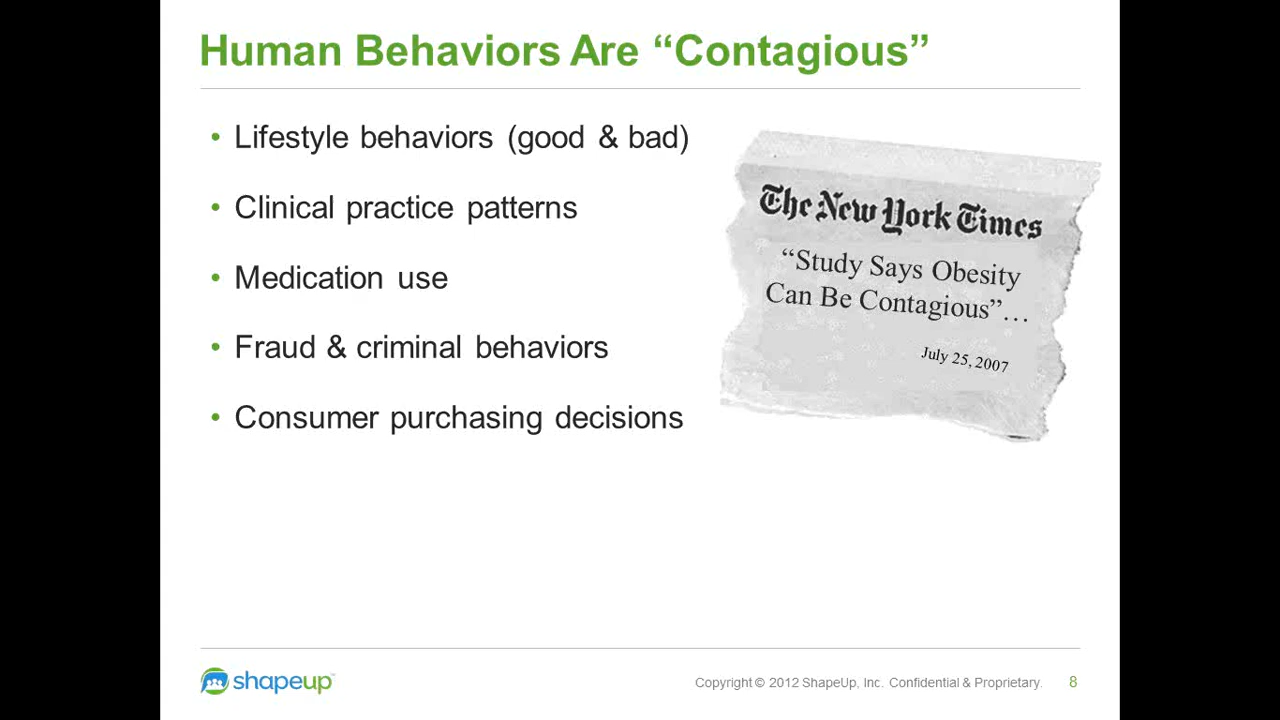 Human Behaviors Are “Contagious”
• Lifestyle behaviors (good & bad)
• Clinical practice patterns
• Medication use
• Fraud & criminal behaviors
• Consumer purchasing decisions
The New York Times
“Study Says Obesity
Can Be Contagious”…
July 25, 2007
shapeup™
Copyright © 2012 ShapeUp, Inc. Confidential & Proprietary.
8